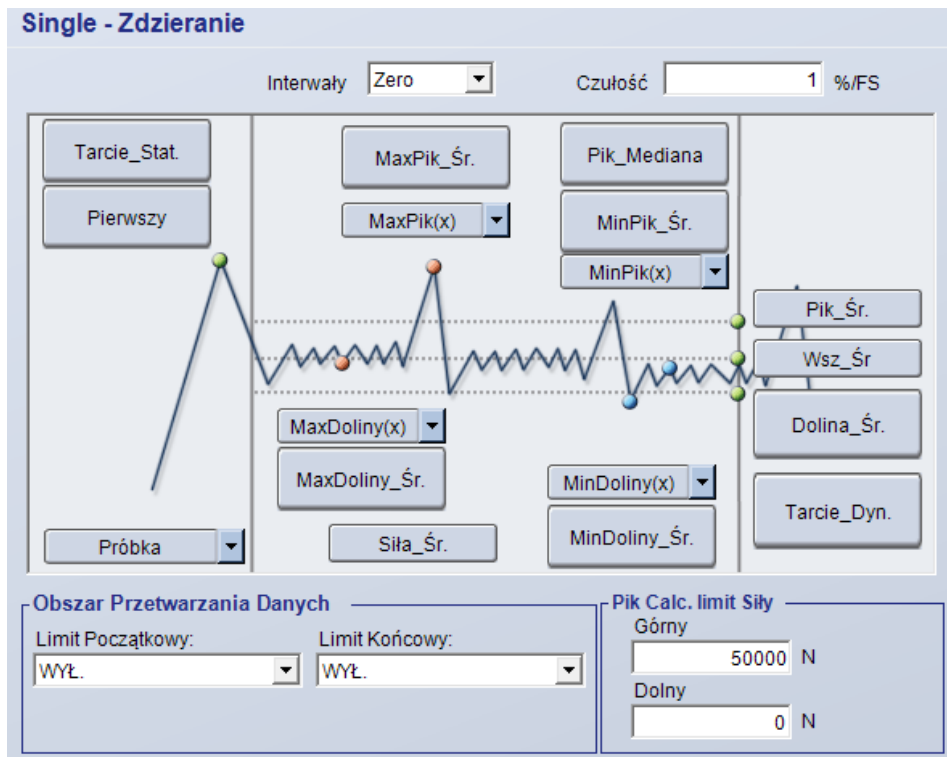 Single - Zdzieranie
Interwały Zero Czułość 1 %/FS
Tarcie_Stat.
Pierwszy
MaxPik_Śr.
MaxPik(x)
Pik_Mediana
MinPik_Śr.
MinPik(x)
Pik_Śr.
Wsz_Śr
Dolina_Śr.
Tarcie_Dyn.
MaxDoliny(x)
MaxDoliny_Śr.
Siła_Śr.
MinDoliny(x)
MinDoliny_Śr.
Próbka
Obszar Przetwarzania Danych
Limit Początkowy: Limit Końcowy:
WYŁ. WYŁ.
Pik Calc. limit Siły
Górny
50000 N
Dolny
0 N